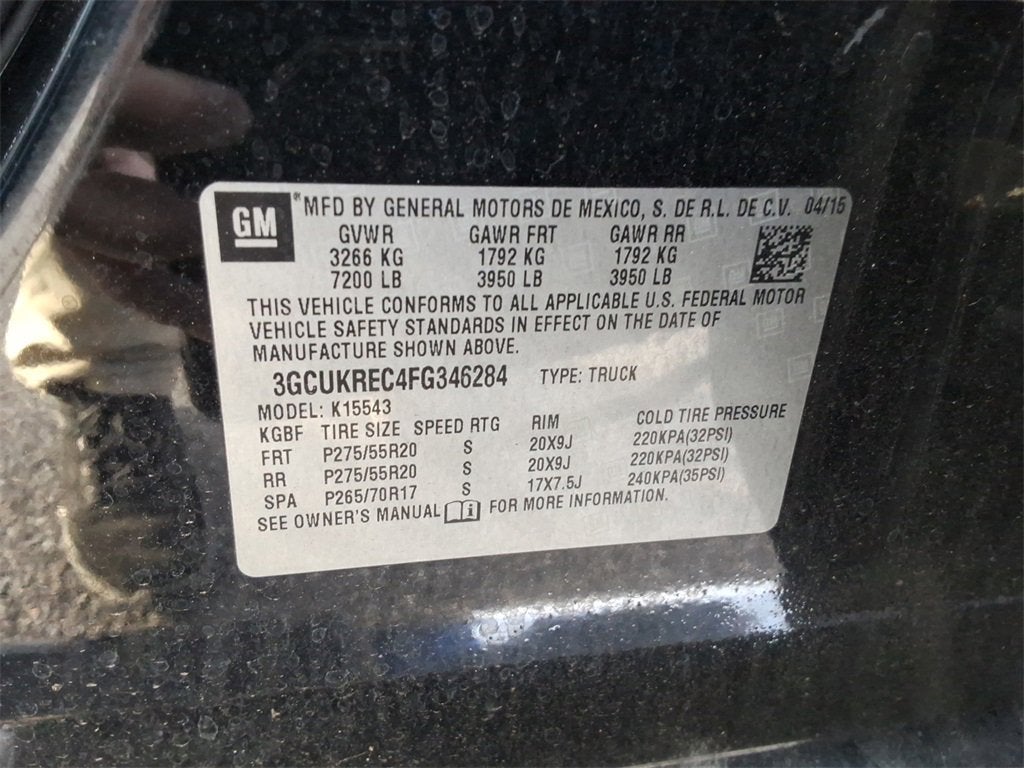 GM
*MFD BY GENERAL MOTORS DE MEXICO, S. DE R.L. DE C.V. 04/15
GVWR GAWR FRT GAWR RR
3266 KG 1792 KG 1792 KG
7200 LB 3950 LB 3950 LB
THIS VEHICLE CONFORMS TO ALL APPLICABLE U.S. FEDERAL MOTOR
VEHICLE SAFETY STANDARDS IN EFFECT ON THE DATE OF
MANUFACTURE SHOWN ABOVE.
3GCUKREC4FG346284 TYPE: TRUCK
MODEL: K15543
KGBF TIRE SIZE SPEED RTG RIM COLD TIRE PRESSURE
FRT P275/55R20 S 20X9J 220KPA(32PSI)
RR P275/55R20 S 20X9J 220KPA(32PSI)
SPA P265/70R17 S 17X7.5J 240KPA(35PSI)
SEE OWNER'S MANUAL i FOR MORE INFORMATION.